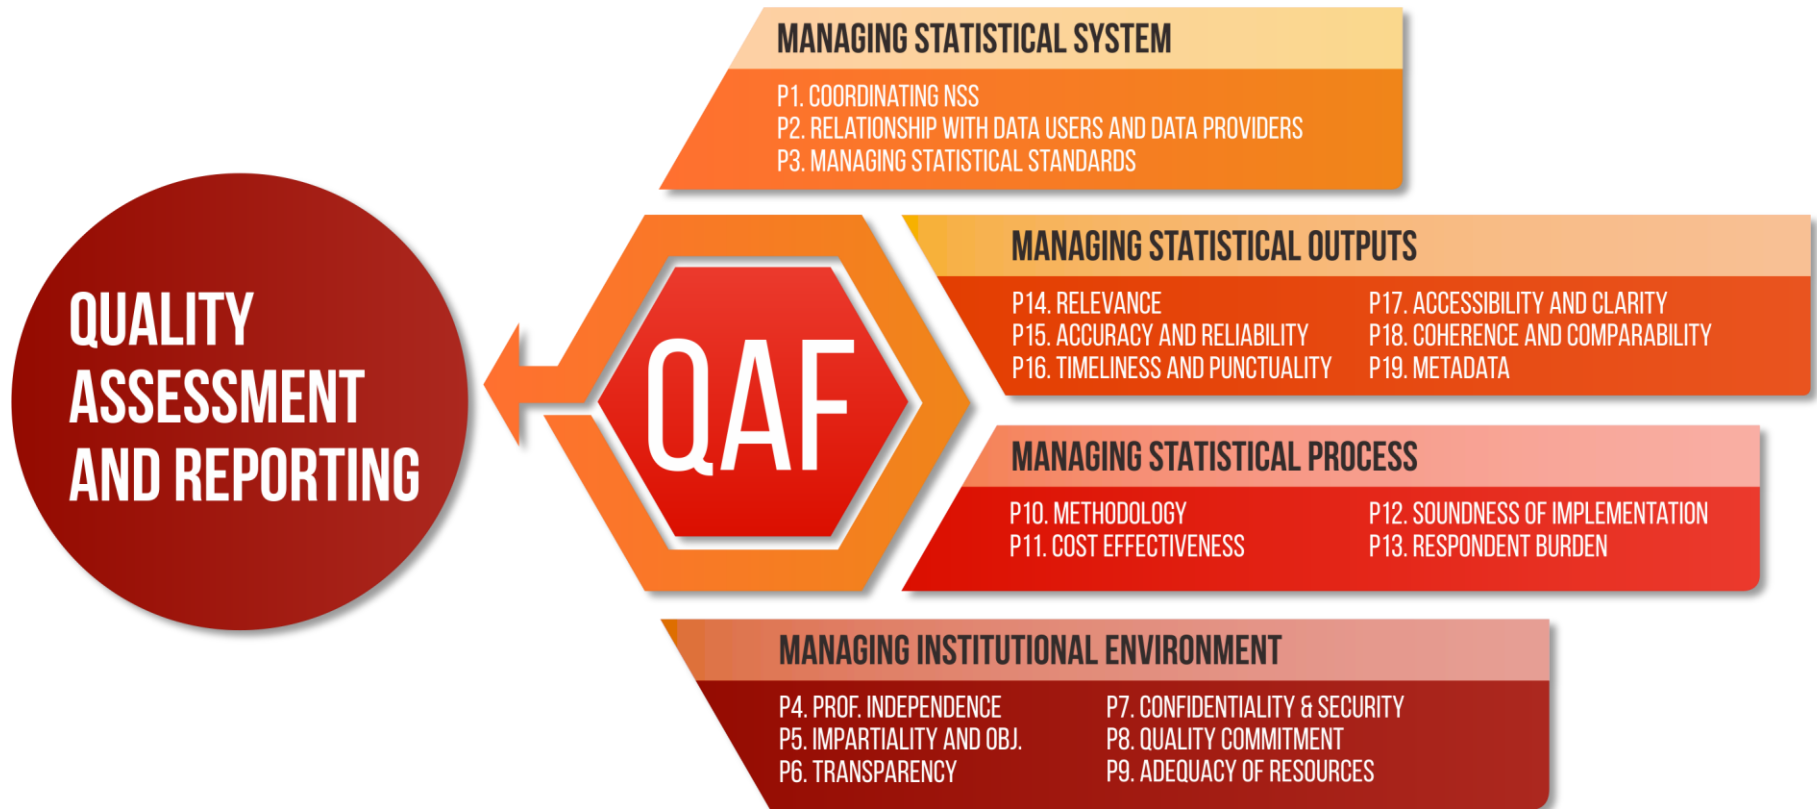 MANAGING STATISTICAL SYSTEM
P1. COORDINATING NSS
P2. RELATIONSHIP WITH DATA USERS AND DATA PROVIDERS
P3. MANAGING STATISTICAL STANDARDS
QUALITY
ASSESSMENT
AND REPORTING
QAF
MANAGING STATISTICAL OUTPUTS
P14. RELEVANCE
P15. ACCURACY AND RELIABILITY
P16. TIMELINESS AND PUNCTUALITY
P17. ACCESSIBILITY AND CLARITY
P18. COHERENCE AND COMPARABILITY
P19. METADATA
MANAGING STATISTICAL PROCESS
P10. METHODOLOGY
P11. COST EFFECTIVENESS
P12. SOUNDNESS OF IMPLEMENTATION
P13. RESPONDENT BURDEN
MANAGING INSTITUTIONAL ENVIRONMENT
P4. PROF. INDEPENDENCE
P5. IMPARTIALITY AND OBJ.
P6. TRANSPARENCY
P7. CONFIDENTIALITY & SECURITY
P8. QUALITY COMMITMENT
P9. ADEQUACY OF RESOURCES